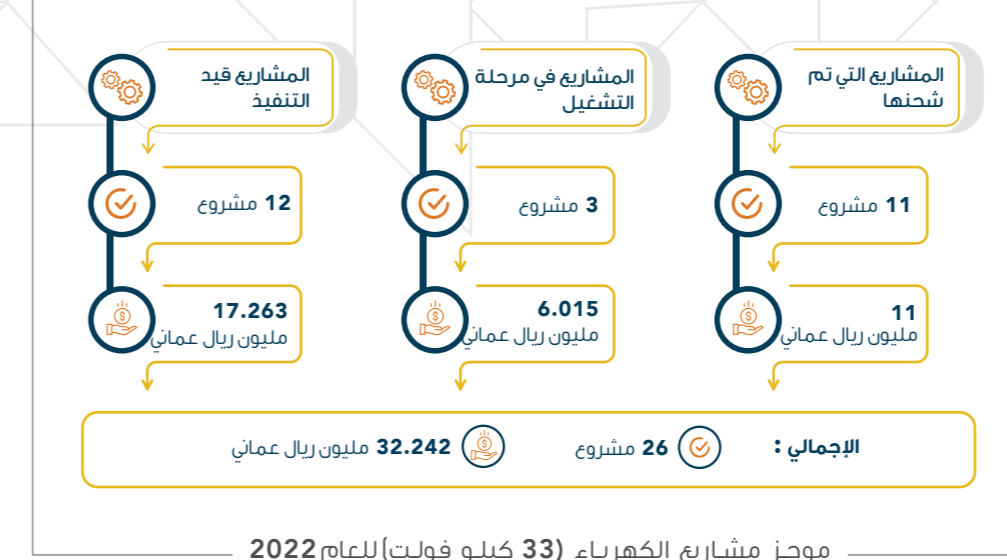 المشاريع التي تم
شحنها
11 مشروع
11
مليون ريال عماني
المشاريع في مرحلة
التشغيل
3 مشروع
6.015
مليون ريال عماني
المشاريع قيد
التنفيذ
12 مشروع
17.263
مليون ريال عماني
الإجمالي : 26 مشروع 32.242 مليون ريال عماني
موجز مشاريع الكهرباء (33 كيلو فولت) للعام 2022